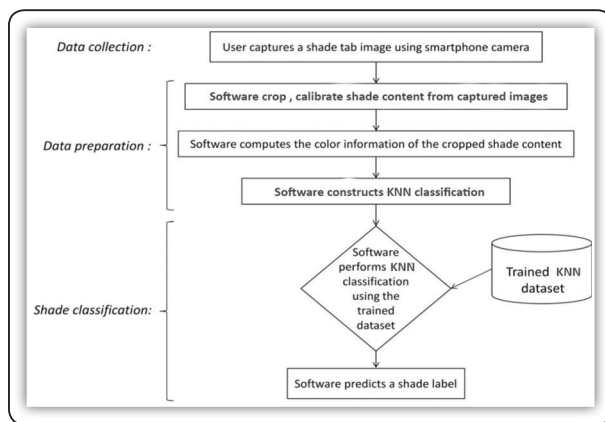 Data collection :
User captures a shade tab image using smartphone camera
Software crop , calibrate shade content from captured images
Data preparation :
Software computes the color information of the cropped shade content
Software constructs KNN classification
Software
performs KNN
classification
using the
trained
dataset
Trained KNN
dataset
Shade classification:
Software predicts a shade label